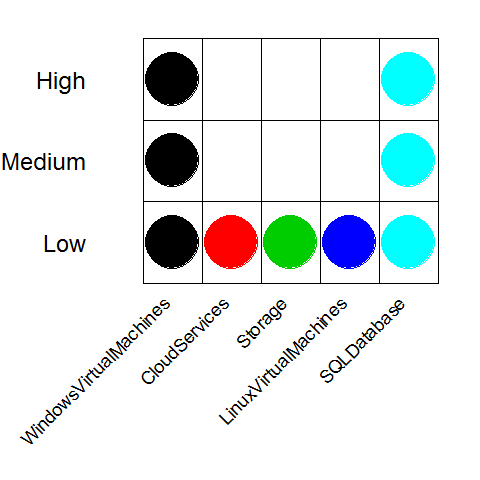 High
Medium
Low
WindowsVirtualMachines
CloudServices
Storage
LinuxVirtualMachines
SQLDatabase